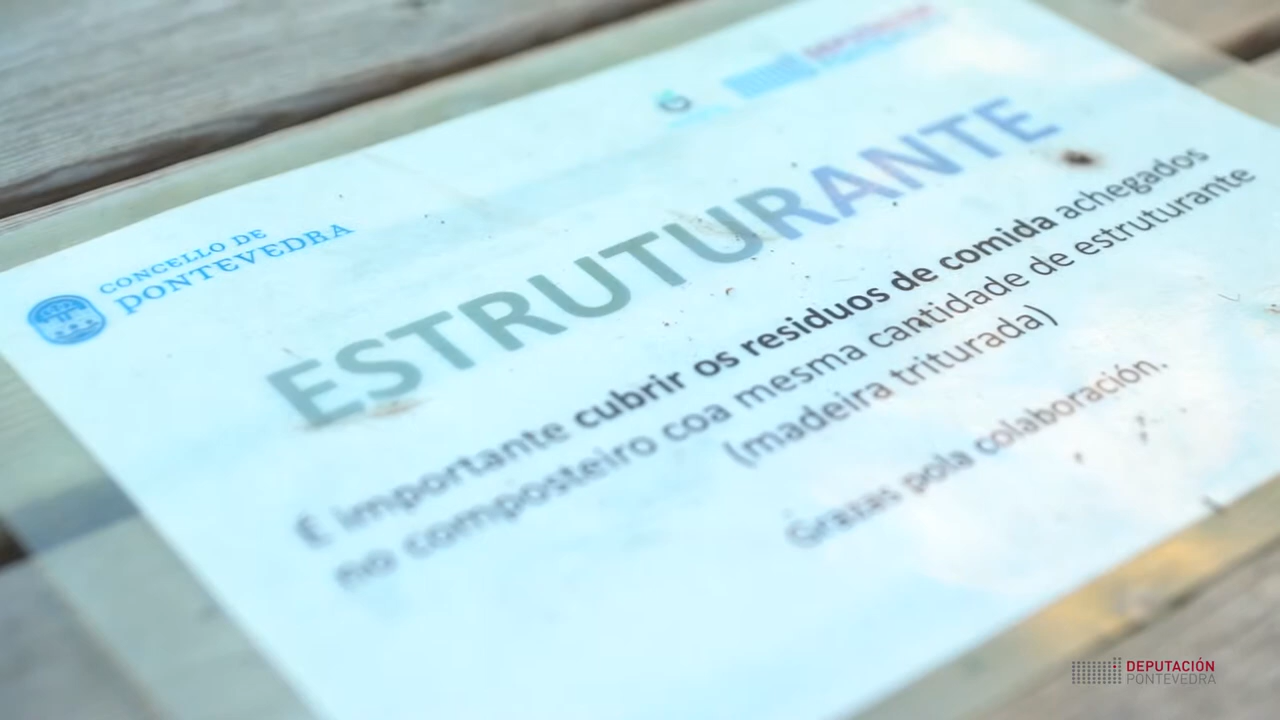 CONCELLO DE
PONTEVEDRA
ESTRUTURANTE
É importante cubrir os residuos de comida achegados
no composteiro coa mesma cantidade de estruturante
(madeira triturada)
Grazas pola colaboración.
DEPUTACIÓN
PONTEVEDRA